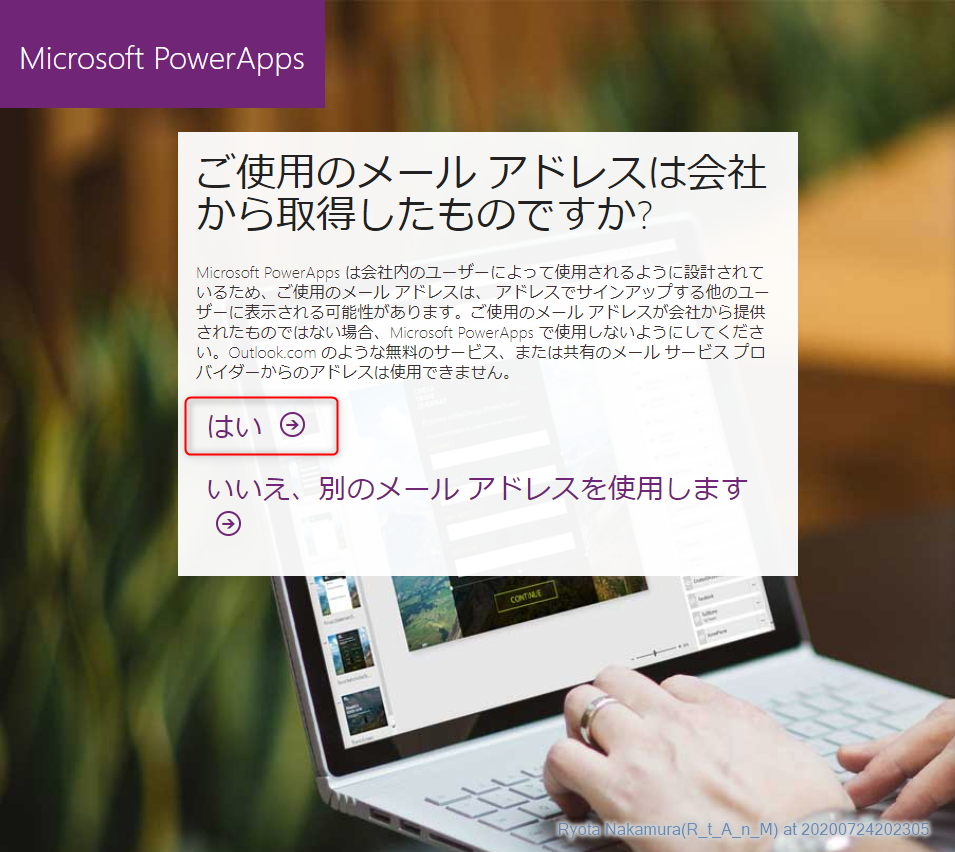 Microsoft PowerApps
ご使用のメール アドレスは会社
から取得したものですか?
Microsoft PowerApps は会社内のユーザーによって使用されるように設計されて
いるため、ご使用のメール アドレスは、 アドレスでサインアップする他のユー
ザーに表示される可能性があります。ご使用のメール アドレスが会社から提供
されたものではない場合、Microsoft PowerApps で使用しないようにしてくださ
い。Outlook.com のような無料のサービス、または共有のメール サービス プロ
バイダーからのアドレスは使用できません。
はい
いいえ、別のメール アドレスを使用します
CONTINUE
Ryota Nakamura(R_t_A_n_M) at 20200724202305